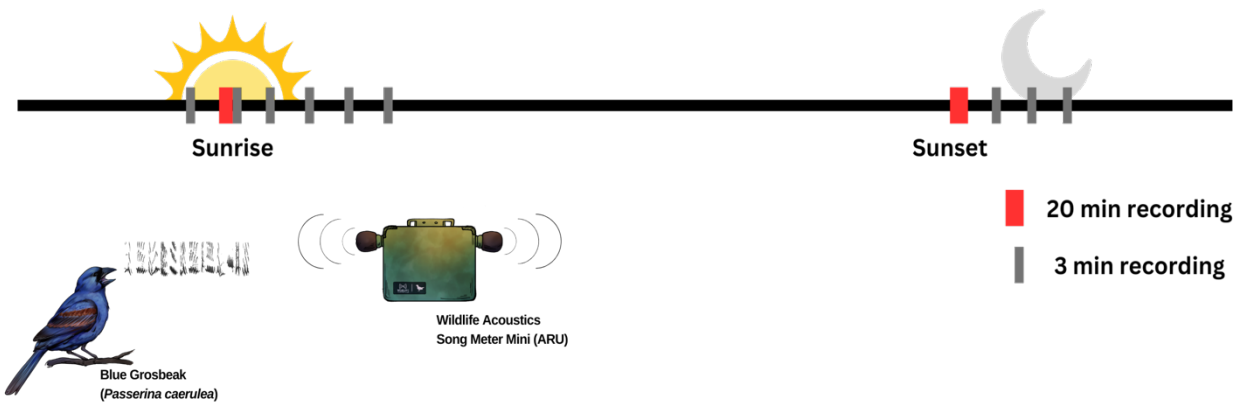 Sunrise
Sunset
20 min recording
3 min recording
Wildlife Acoustics
Song Meter Mini (ARU)
Blue Grosbeak
(Passerina caerulea)